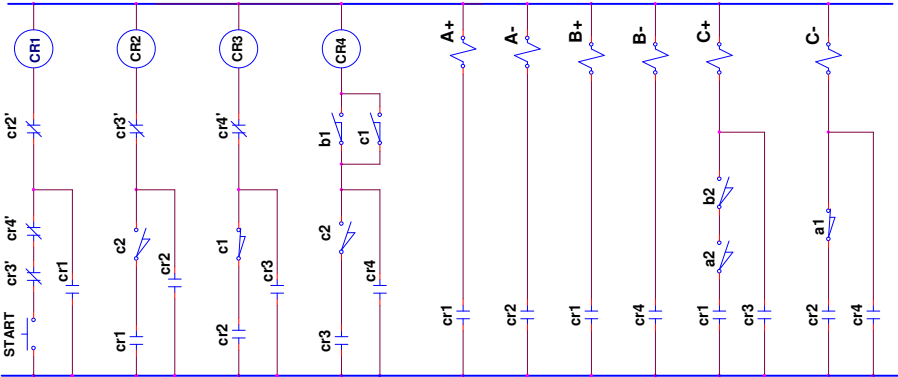 CR1
CR2
CR3
CR4
A+
A-
B+
B-
C+
C-
cr2'
cr3'
cr4'
b1
c1
cr4'
cr3'
cr1
START
c2
cr2
cr1
c1
cr3
cr2
c2
cr4
cr3
cr1
cr2
cr1
cr4
b2
a2
cr1
cr3
a1
cr2
cr4